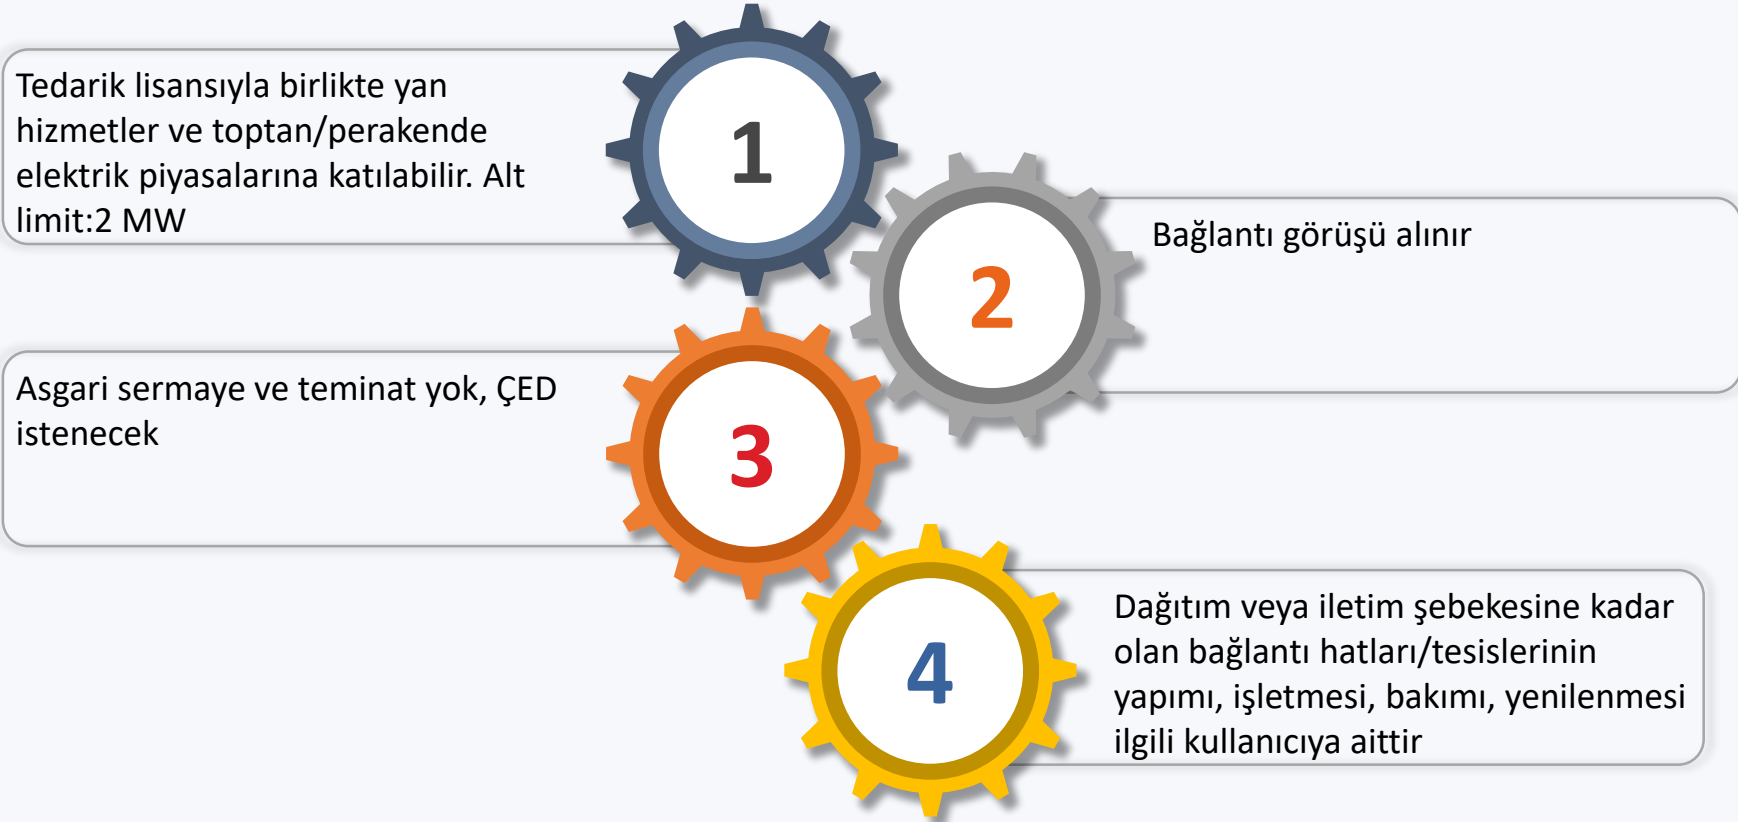 1
Tedarik lisansıyla birlikte yan
hizmetler ve toptan/perakende
elektrik piyasalarına katılabilir. Alt
limit:2 MW
2
Bağlantı görüşü alınır
3
Asgari sermaye ve teminat yok, ÇED
istenecek
4
Dağıtım veya iletim şebekesine kadar
olan bağlantı hatları/tesislerinin
yapımı, işletmesi, bakımı, yenilenmesi
ilgili kullanıcıya aittir